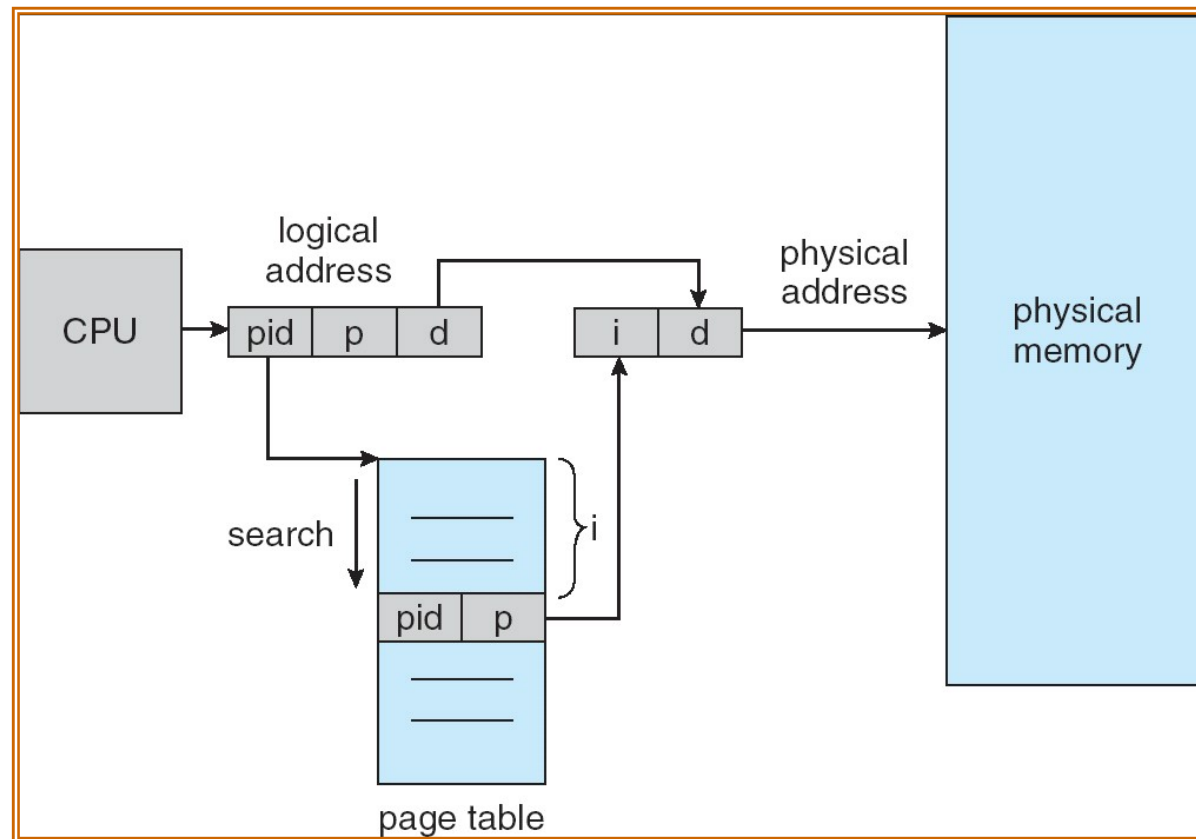 logical
address
physical
address
CPU
pid p d
i d
physical
memory
search
i
pid p
page table